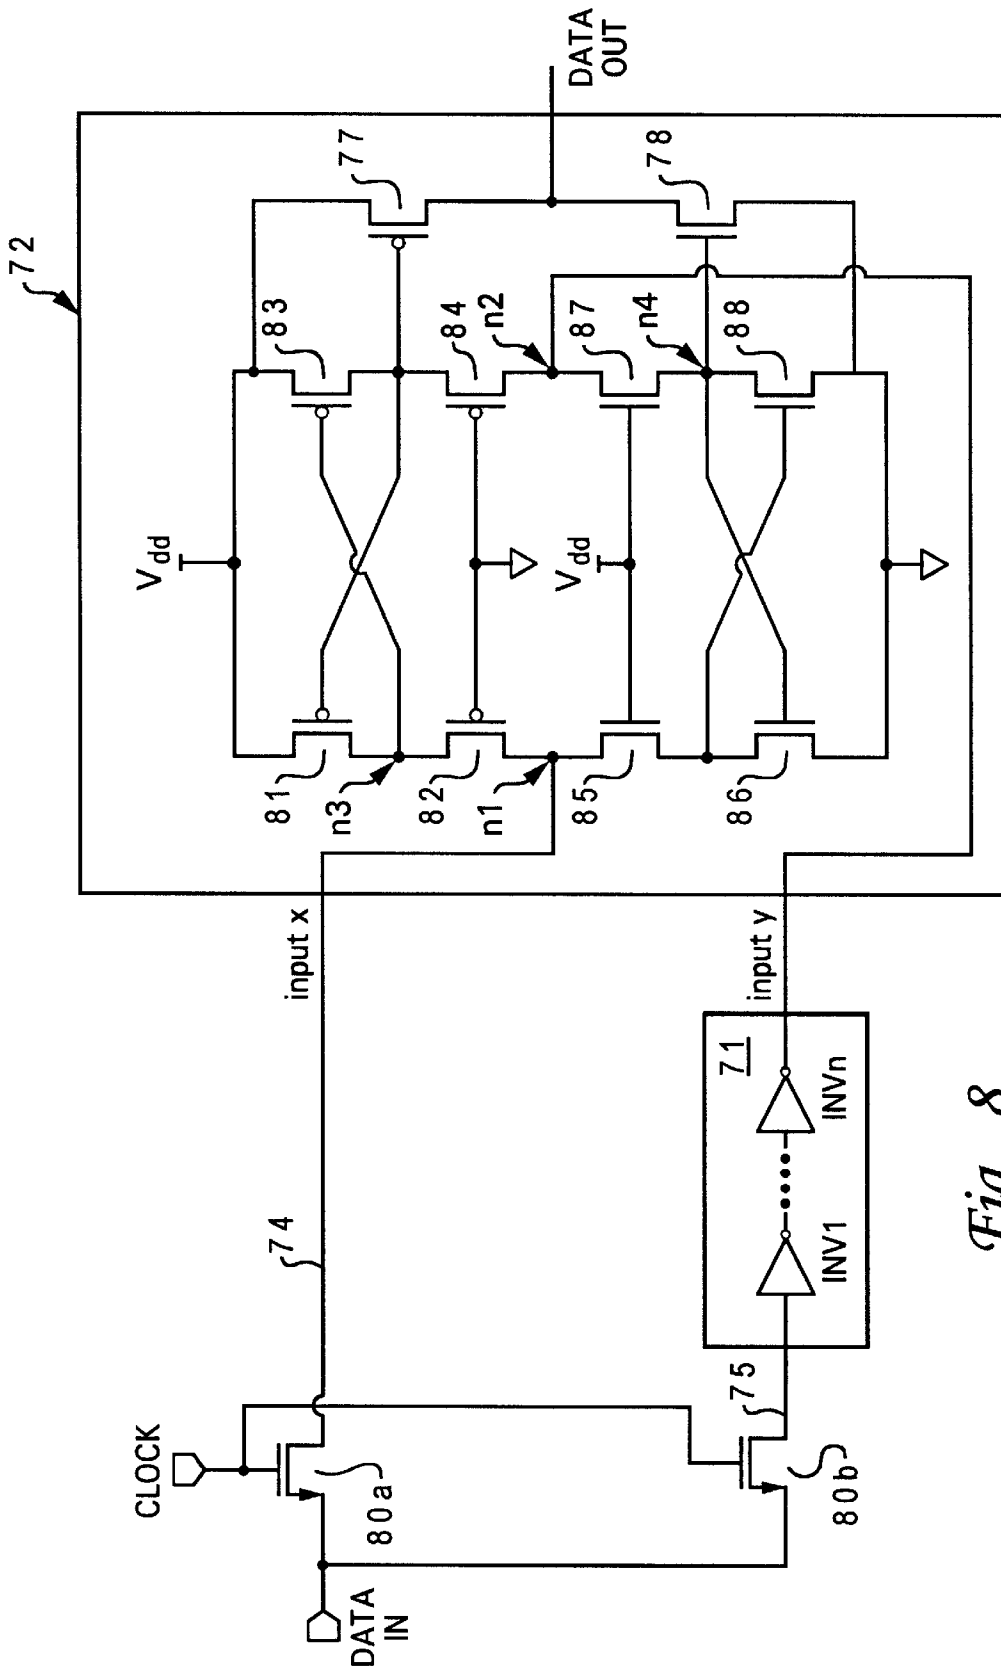 72
DATA
OUT
77
78
83
84
n2
87
n4
88
Vdd
Vdd
81
n3
82
n1
85
86
input x
input y
71
INV1
INVn
74
75
CLOCK
80a
80b
DATA
IN
Fig. 8